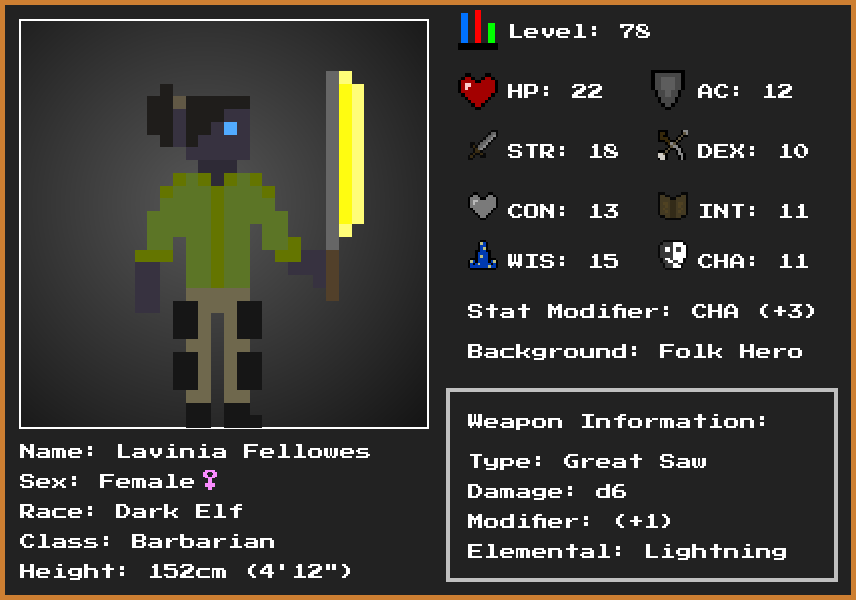 Level: 78
HP: 22
AC: 12
STR: 18
DEX: 10
CON: 13
INT: 11
WIS: 15
CHA: 11
Stat Modifier: CHA (+3)
Background: Folk Hero
Weapon Information:
Type: Great Saw
Damage: d6
Modifier: (+1)
Elemental: Lightning
Name: Lavinia Fellowes
Sex: Female♀
Race: Dark Elf
Class: Barbarian
Height: 152cm (4'12")